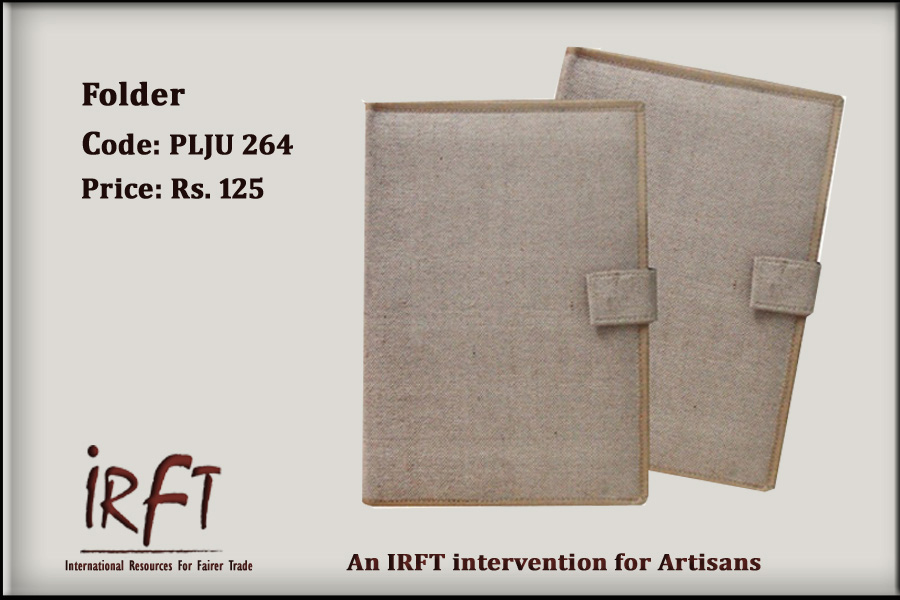 Folder
Code: PLJU 264
Price: Rs. 125
iRFT
International Resources For Fairer Trade
An IRFT intervention for Artisans